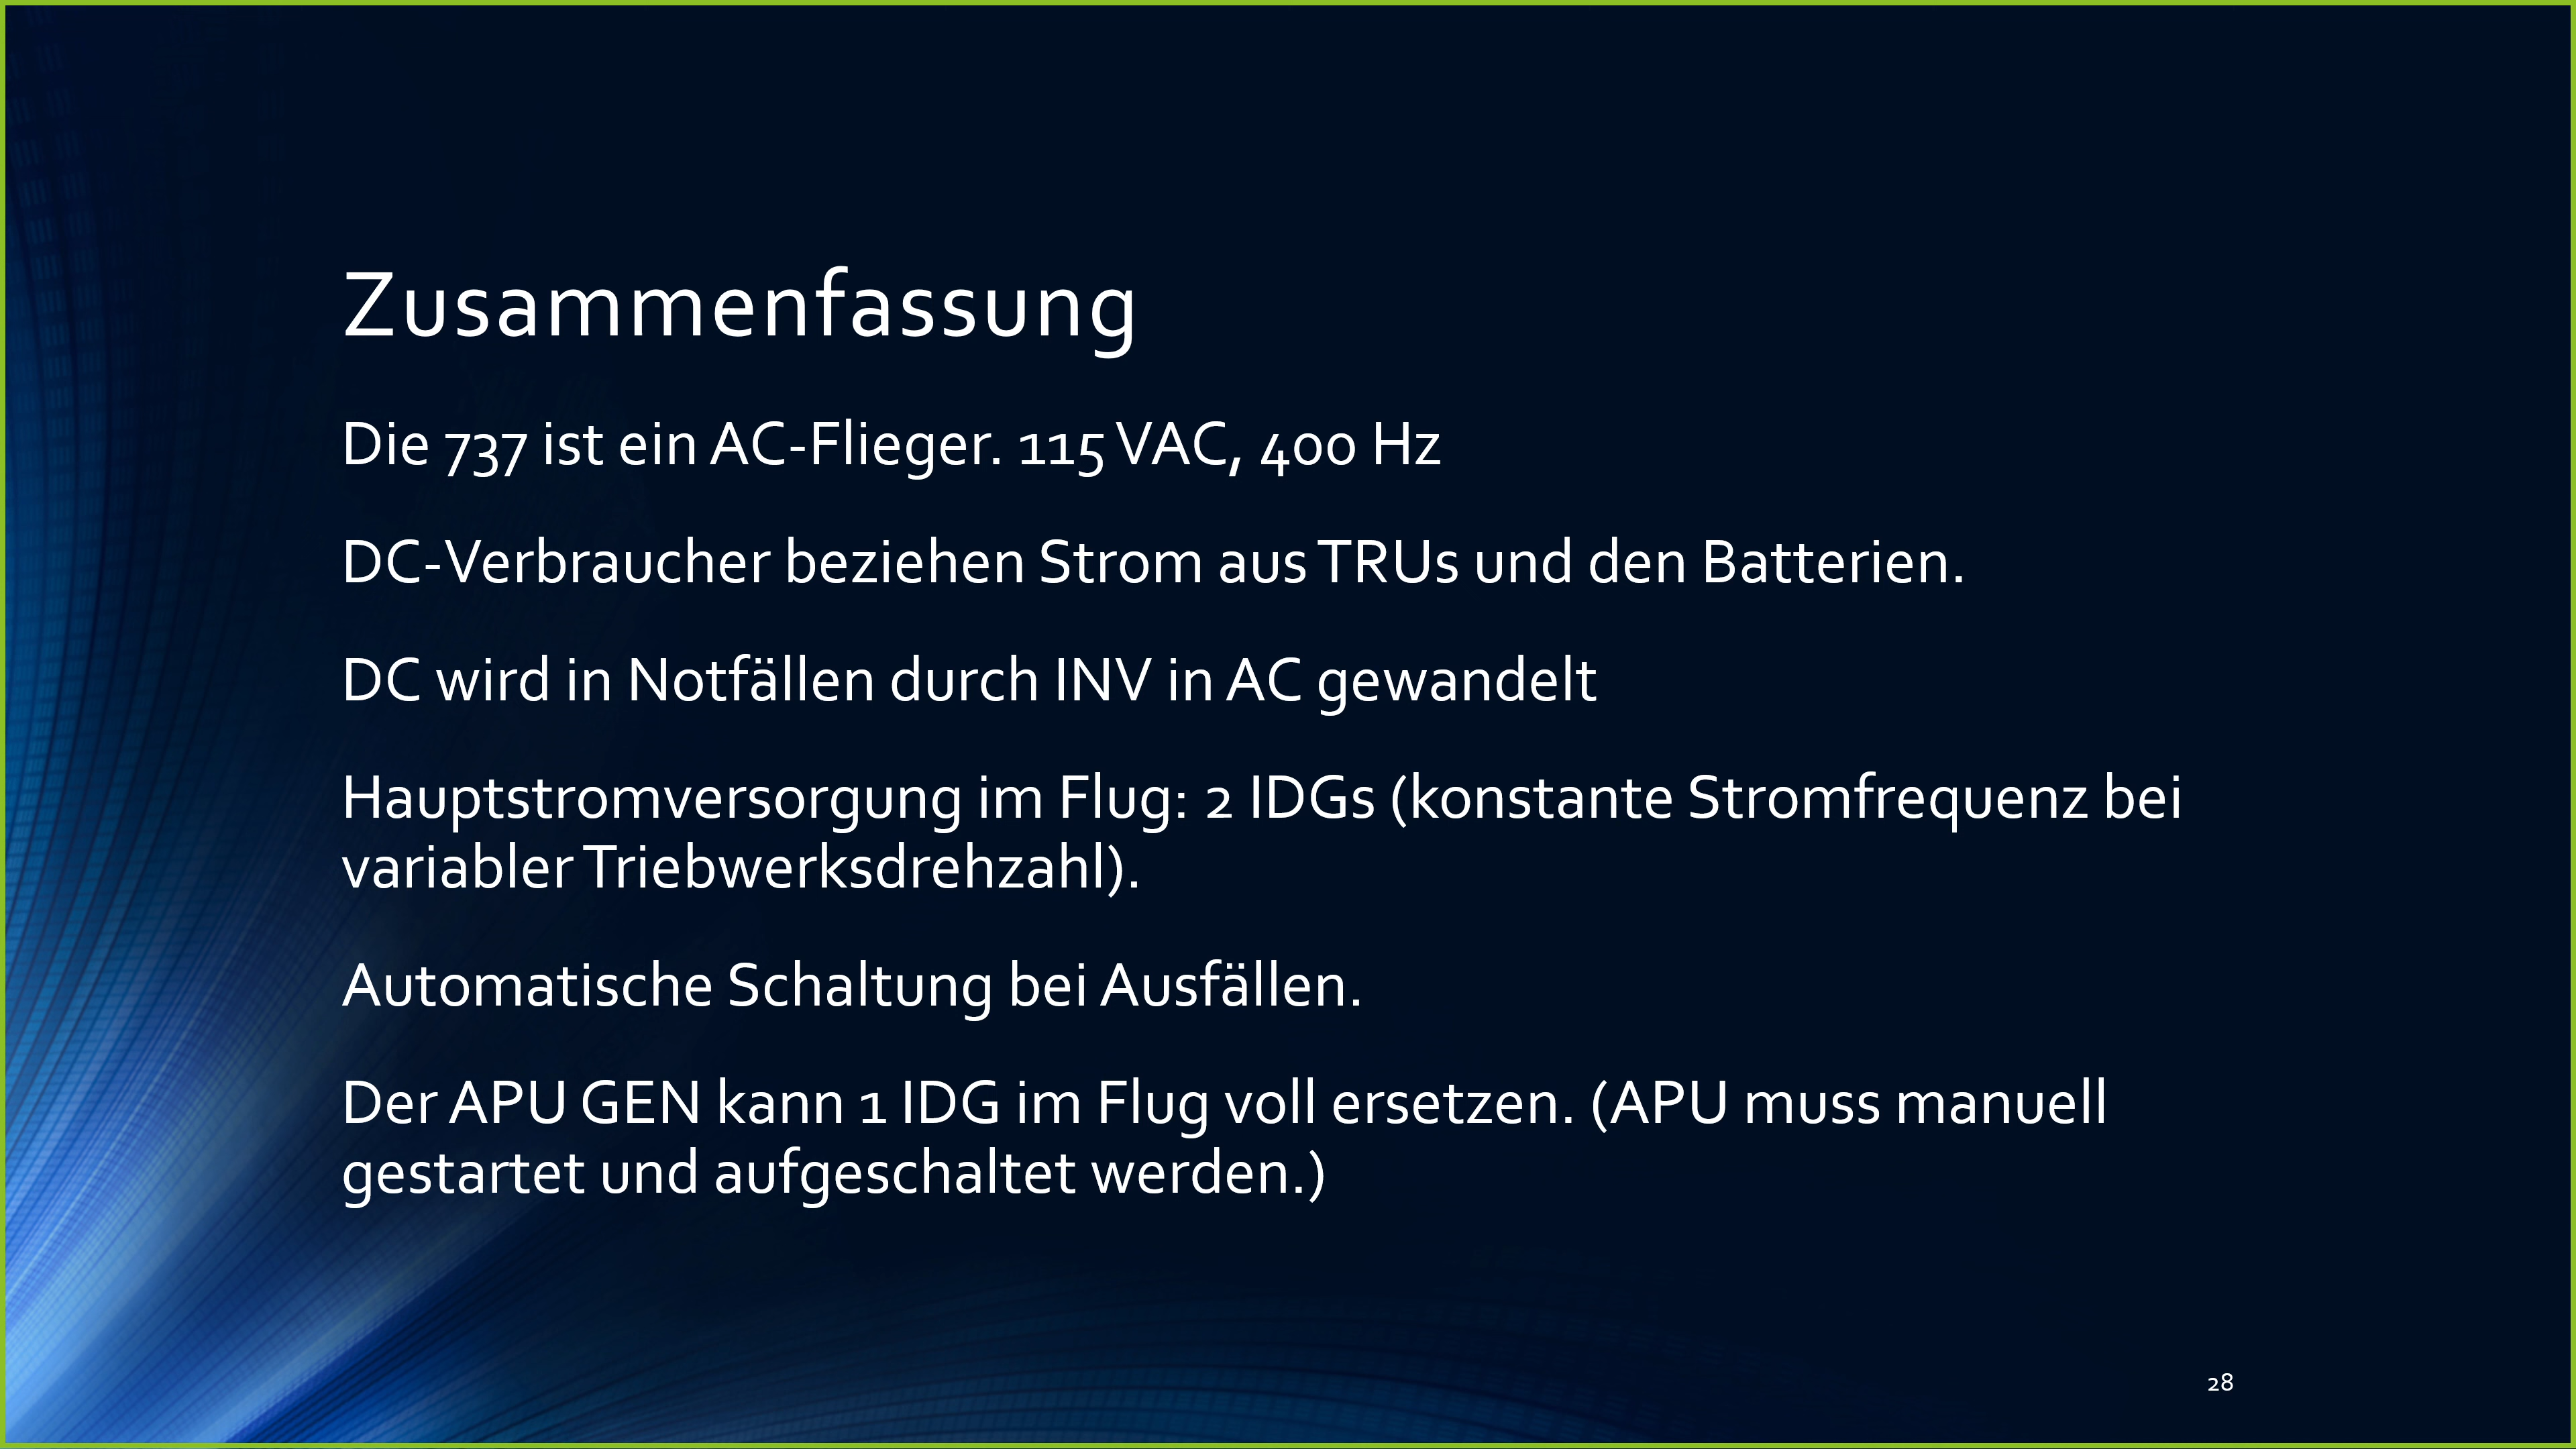 Zusammenfassung
Die 737 ist ein AC-Flieger. 115 VAC, 400 Hz
DC-Verbraucher beziehen Strom aus TRUs und den Batterien.
DC wird in Notfällen durch INV in AC gewandelt
Hauptstromversorgung im Flug: 2 IDGs (konstante Stromfrequenz bei
variabler Triebwerksdrehzahl).
Automatische Schaltung bei Ausfällen.
Der APU GEN kann 1 IDG im Flug voll ersetzen. (APU muss manuell
gestartet und aufgeschaltet werden.)
28